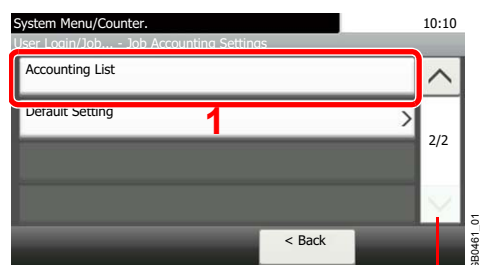 System Menu/Counter.
10:10
User Login/Job... - Job Accounting Settings
Accounting List
Default Setting
1
2/2
< Back